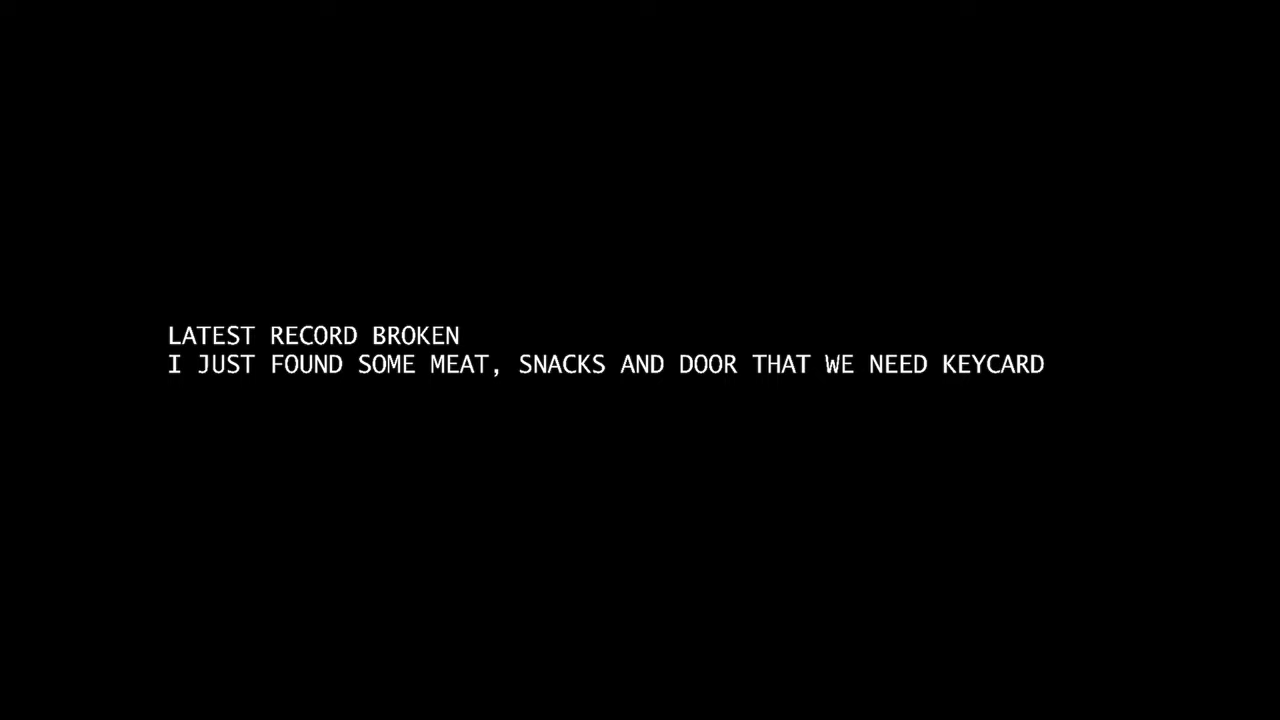 LATEST RECORD BROKEN
I JUST FOUND SOME MEAT, SNACKS AND DOOR THAT WE NEED KEYCARD